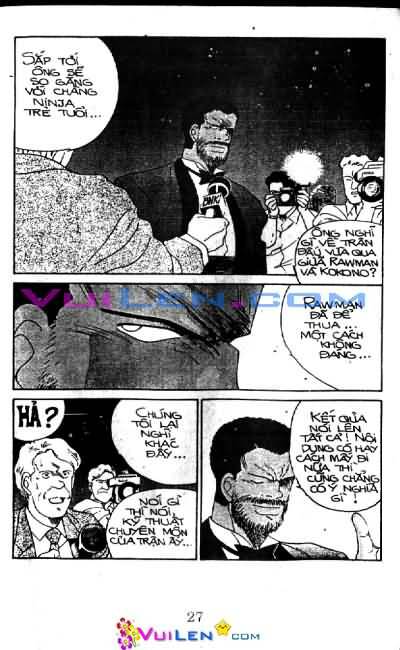 SẮP TỚI
ÔNG SẼ
SO GĂNG
VỚI CHÀNG
NINJA
TRẺ TUỔI...
ÔNG NGHĨ
GÌ VỀ TRẬN
ĐẤU VỪA QUA
GIỮA RAWMAN
VÀ KOKONO?
RAWMAN
ĐÃ ĐỂ
THUA...
MỘT CÁCH
KHÔNG
ĐÁNG...
VuiLen.com
HẢ?
CHÚNG
TÔI LẠI
NGHĨ
KHÁC
ĐẤY...
NÓI GÌ
THÌ NÓI,
KỸ THUẬT
CHUYÊN MÔN
CỦA TRẬN ẤY...
KẾT QUẢ
NÓI LÊN
TẤT CẢ! NỘI
DUNG CÓ HAY
CÁCH MẤY ĐI
NỮA THÌ
CŨNG CHẲNG
CÓ Ý NGHĨA
GÌ!
27
VuiLen.com